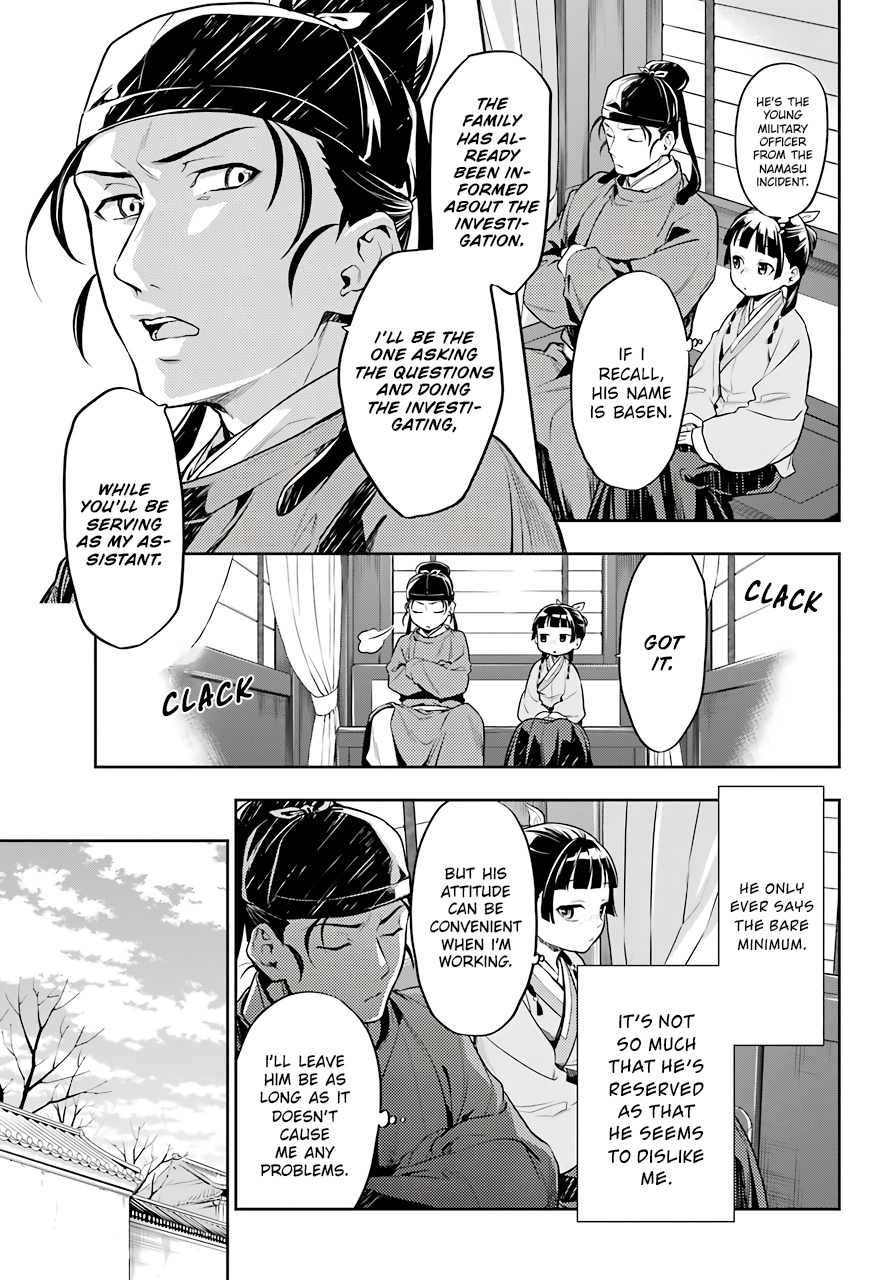 HE'S THE
YOUNG
MILITARY
OFFICER
FROM THE
NAMASU
INCIDENT.
IF I
RECALL,
HIS NAME
IS BASEN.
THE
FAMILY
HAS AL-
READY
BEEN IN-
FORMED
ABOUT THE
INVESTI-
GATION.
I'LL BE THE
ONE ASKING
THE QUESTIONS
AND DOING
THE INVESTI-
GATING,
WHILE
YOU'LL BE
SERVING
AS MY AS-
SISTANT.
CLACK
GOT
IT.
CLACK
HE ONLY
EVER SAYS
THE BARE
MINIMUM.
IT'S NOT
SO MUCH
THAT HE'S
RESERVED
AS THAT
HE SEEMS
TO DISLIKE
ME.
BUT HIS
ATTITUDE
CAN BE
CONVENIENT
WHEN I'M
WORKING.
I'LL LEAVE
HIM BE AS
LONG AS IT
DOESN'T
CAUSE
ME ANY
PROBLEMS.